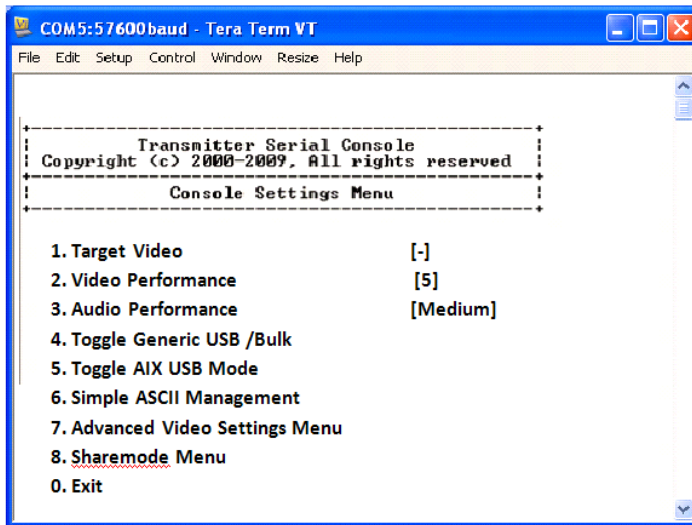 COM5:57600baud - Tera Term VT
File Edit Setup Control Window Resize Help
Transmitter Serial Console
Copyright (c) 2000-2009, All rights reserved
Console Settings Menu
1. Target Video [-]
2. Video Performance [5]
3. Audio Performance [Medium]
4. Toggle Generic USB /Bulk
5. Toggle AIX USB Mode
6. Simple ASCII Management
7. Advanced Video Settings Menu
8. Sharemode Menu
0. Exit